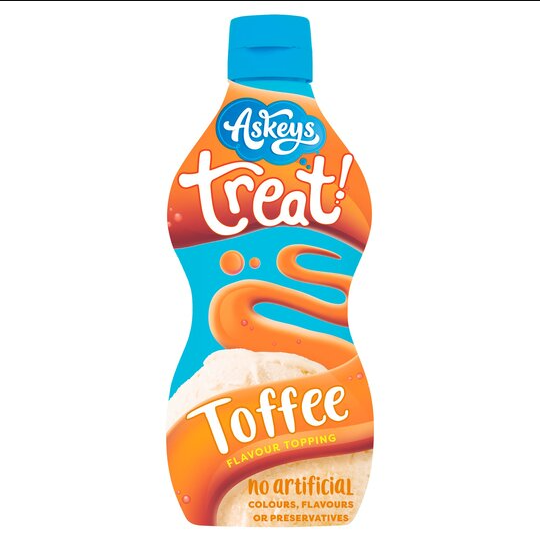 Askeys
treat!
Toffee
FLAVOUR TOPPING
no artificial
COLOURS, FLAVOURS
OR PRESERVATIVES